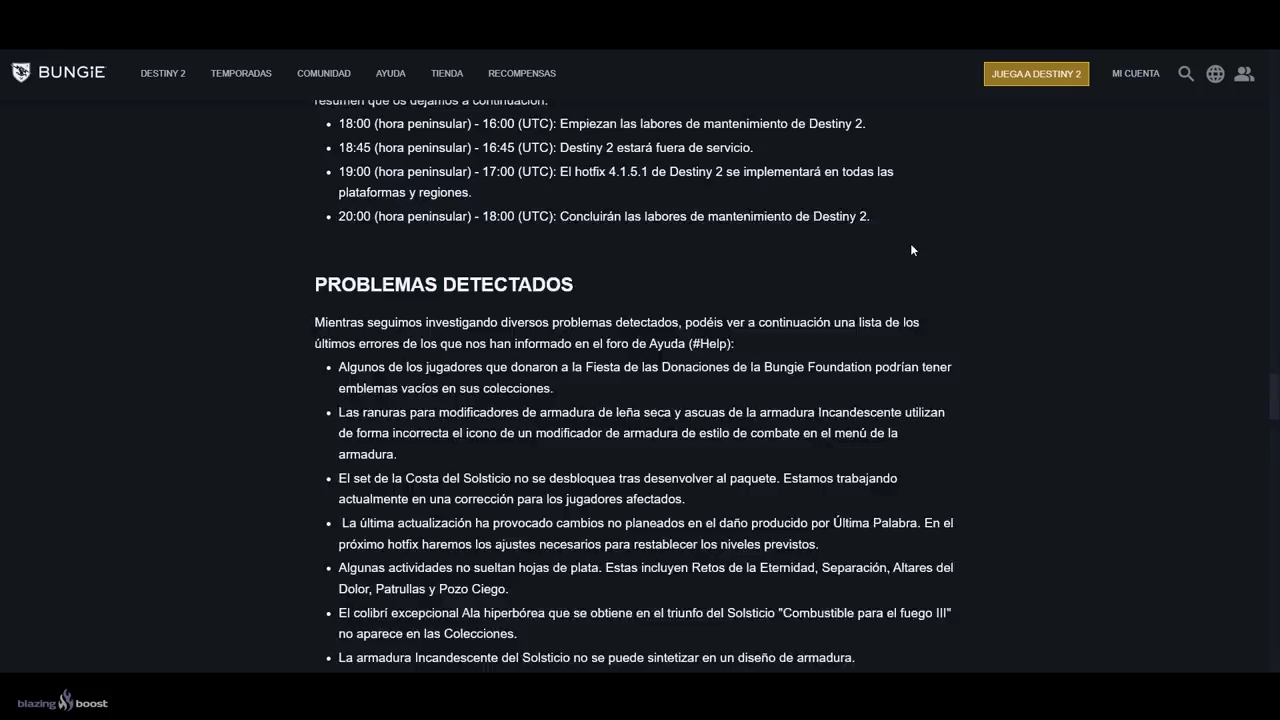 BUNGiE
DESTINY 2 TEMPORADAS COMUNIDAD AYUDA TIENDA RECOMPENSAS JUEGA A DESTINY 2 MI CUENTA
resumen que os dejamos a continuación:
• 18:00 (hora peninsular) - 16:00 (UTC): Empiezan las labores de mantenimiento de Destiny 2.
• 18:45 (hora peninsular) - 16:45 (UTC): Destiny 2 estará fuera de servicio.
• 19:00 (hora peninsular) - 17:00 (UTC): El hotfix 4.1.5.1 de Destiny 2 se implementará en todas las
plataformas y regiones.
• 20:00 (hora peninsular) - 18:00 (UTC): Concluirán las labores de mantenimiento de Destiny 2.
PROBLEMAS DETECTADOS
Mientras seguimos investigando diversos problemas detectados, podéis ver a continuación una lista de los
últimos errores de los que nos han informado en el foro de Ayuda (#Help):
• Algunos de los jugadores que donaron a la Fiesta de las Donaciones de la Bungie Foundation podrían tener
emblemas vacíos en sus colecciones.
• Las ranuras para modificadores de armadura de leña seca y ascuas de la armadura Incandescente utilizan
de forma incorrecta el icono de un modificador de armadura de estilo de combate en el menú de la
armadura.
• El set de la Costa del Solsticio no se desbloquea tras desenvolver al paquete. Estamos trabajando
actualmente en una corrección para los jugadores afectados.
• La última actualización ha provocado cambios no planeados en el daño producido por Última Palabra. En el
próximo hotfix haremos los ajustes necesarios para restablecer los niveles previstos.
• Algunas actividades no sueltan hojas de plata. Estas incluyen Retos de la Eternidad, Separación, Altares del
Dolor, Patrullas y Pozo Ciego.
• El colibrí excepcional Ala hiperbórea que se obtiene en el triunfo del Solsticio "Combustible para el fuego III"
no aparece en las Colecciones.
• La armadura Incandescente del Solsticio no se puede sintetizar en un diseño de armadura.
blazing boost